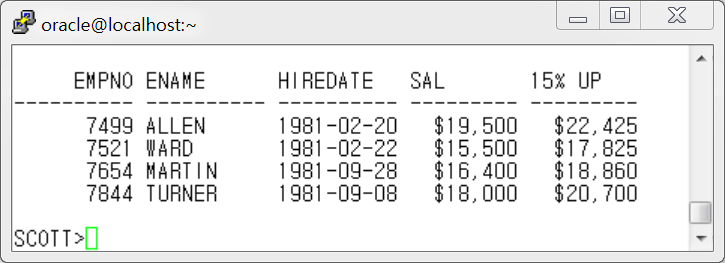 oracle@localhost:~
EMPNO ENAME HIREDATE SAL 15% UP
---------- ---------- ---------- --------- ---------
7499 ALLEN 1981-02-20 $19,500 $22,425
7521 WARD 1981-02-22 $15,500 $17,825
7654 MARTIN 1981-09-28 $16,400 $18,860
7844 TURNER 1981-09-08 $18,000 $20,700
SCOTT>